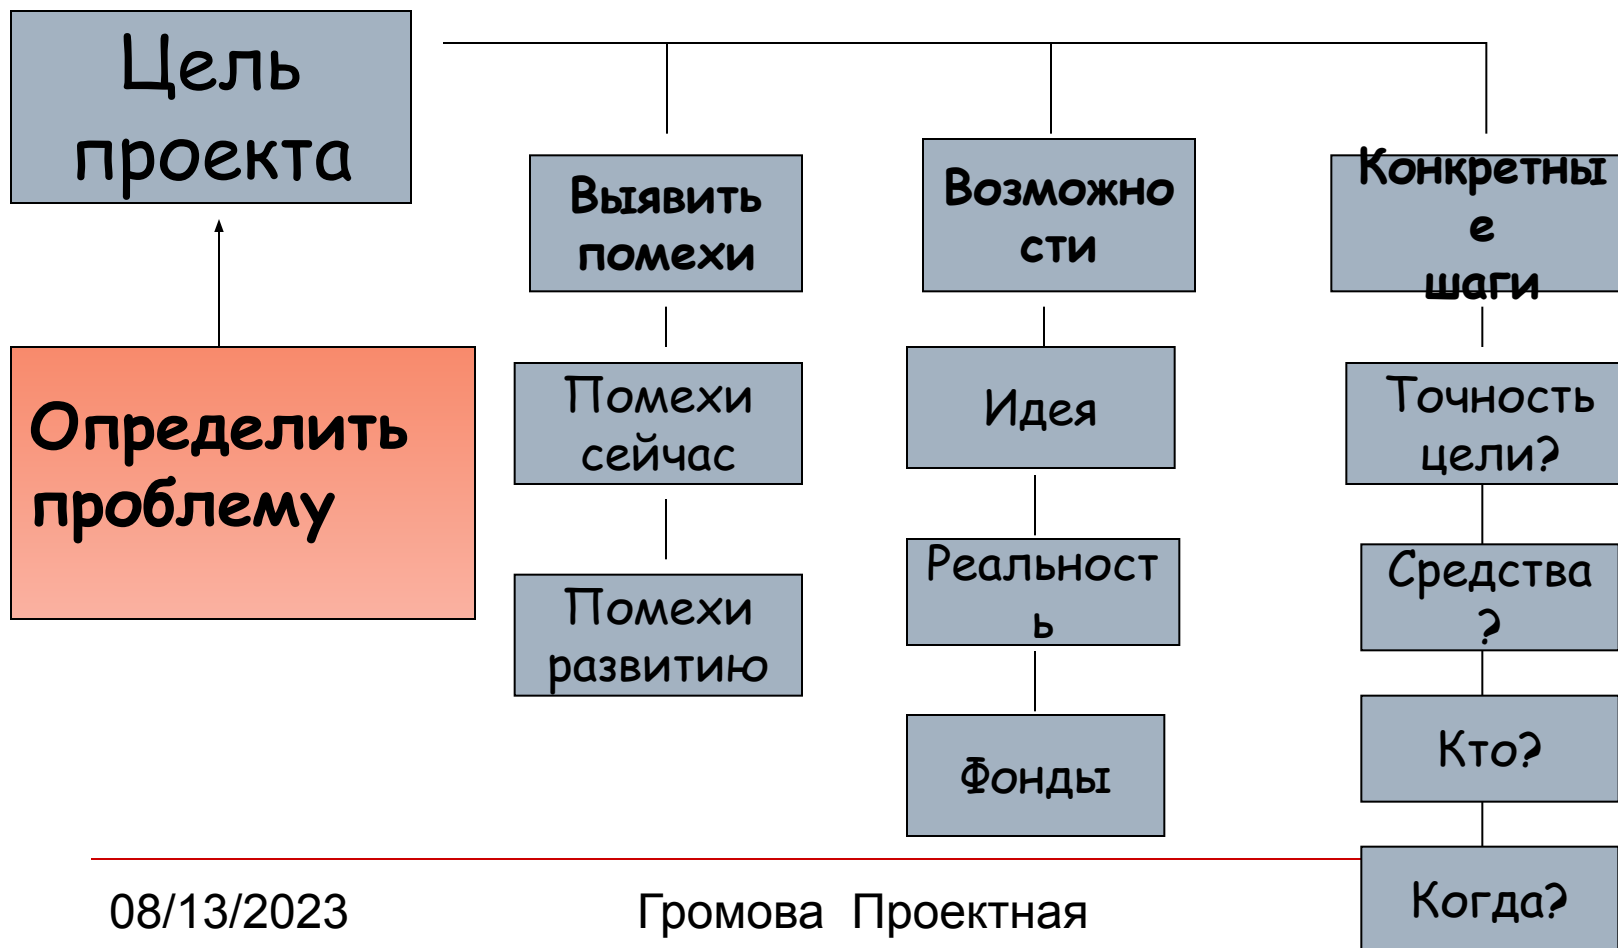 Цель
проекта
Определить
проблему
Выявить
помехи
Помехи
сейчас
Помехи
развитию
Возможно
сти
Идея
Реальност
ь
Фонды
Конкретны
е
шаги
Точность
цели?
Средства
?
Кто?
Когда?
08/13/2023
Громова Проектная